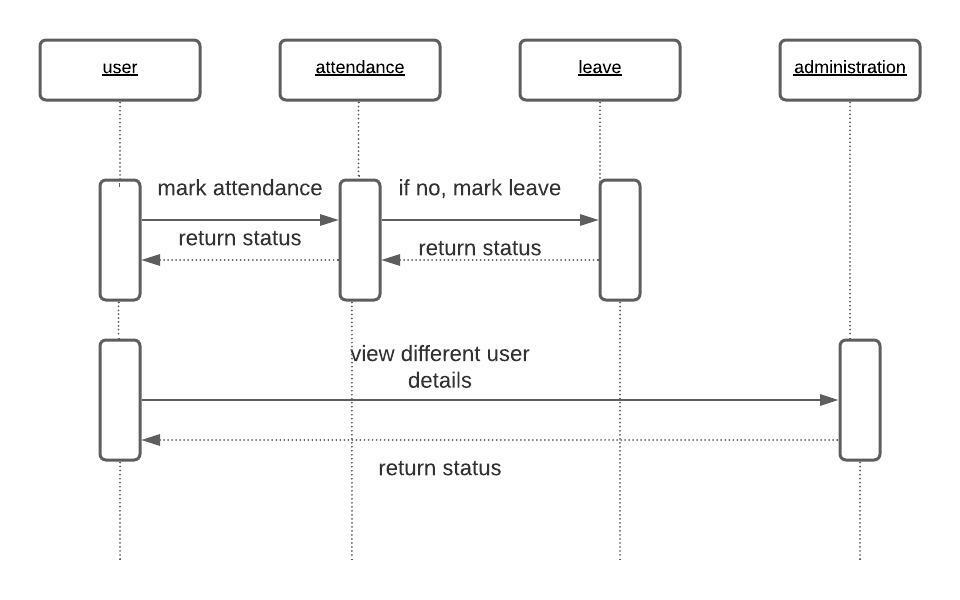 user
attendance
leave
administration
mark attendance
if no, mark leave
return status
return status
view different user
details
return status